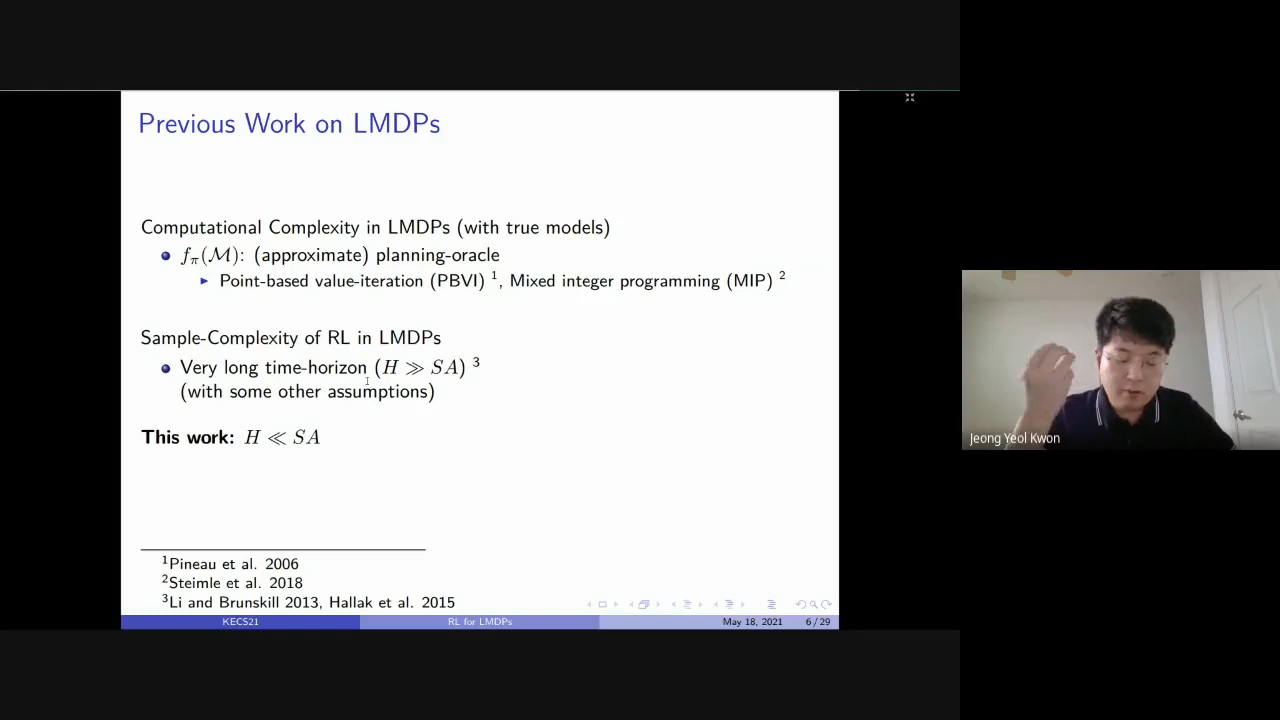 Previous Work on LMDPs
Computational Complexity in LMDPs (with true models)
f_π(ℳ): (approximate) planning-oracle
Point-based value-iteration (PBVI) ¹, Mixed integer programming (MIP) ²
Sample-Complexity of RL in LMDPs
Very long time-horizon (H ≫ SA) ³
(with some other assumptions)
This work: H ≪ SA
¹Pineau et al. 2006
²Steimle et al. 2018
³Li and Brunskill 2013, Hallak et al. 2015
KECS21 RL for LMDPs May 18, 2021 6 / 29
Jeong Yeol Kwon